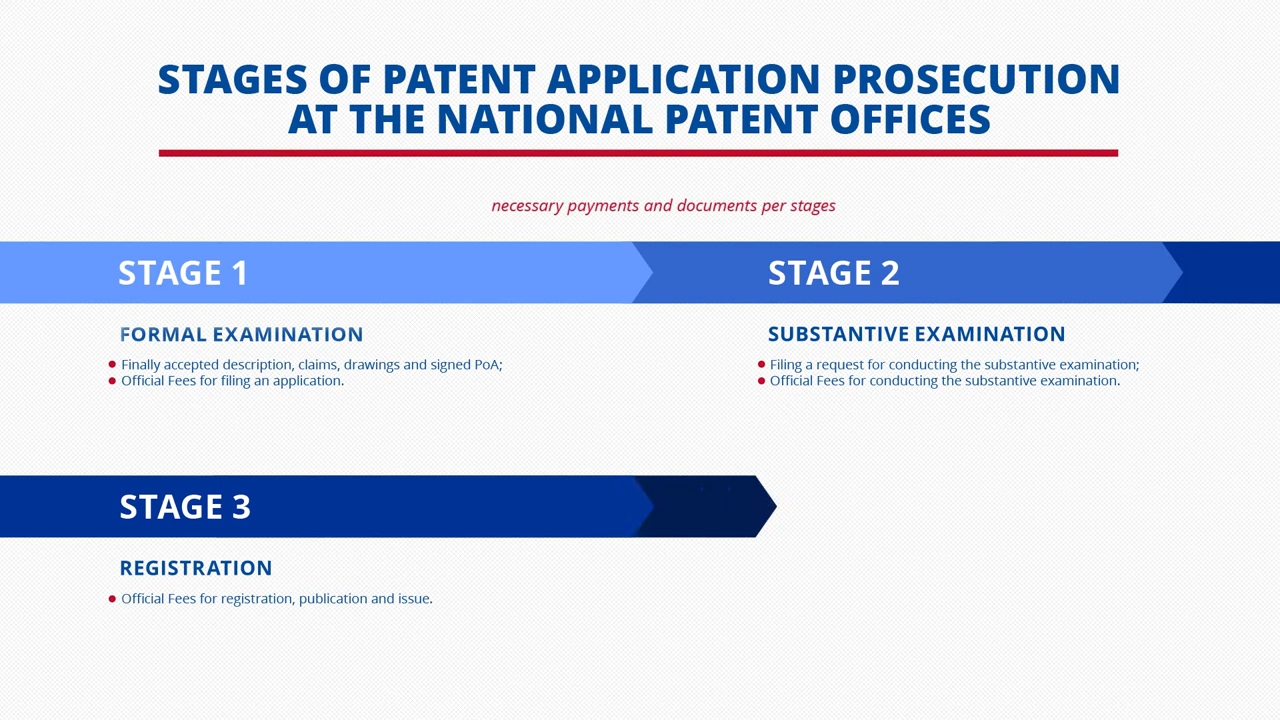 STAGES OF PATENT APPLICATION PROSECUTION
AT THE NATIONAL PATENT OFFICES
necessary payments and documents per stages
STAGE 1
FORMAL EXAMINATION
Finally accepted description, claims, drawings and signed PoA;
Official Fees for filing an application.
STAGE 2
SUBSTANTIVE EXAMINATION
Filing a request for conducting the substantive examination;
Official Fees for conducting the substantive examination.
STAGE 3
REGISTRATION
Official Fees for registration, publication and issue.